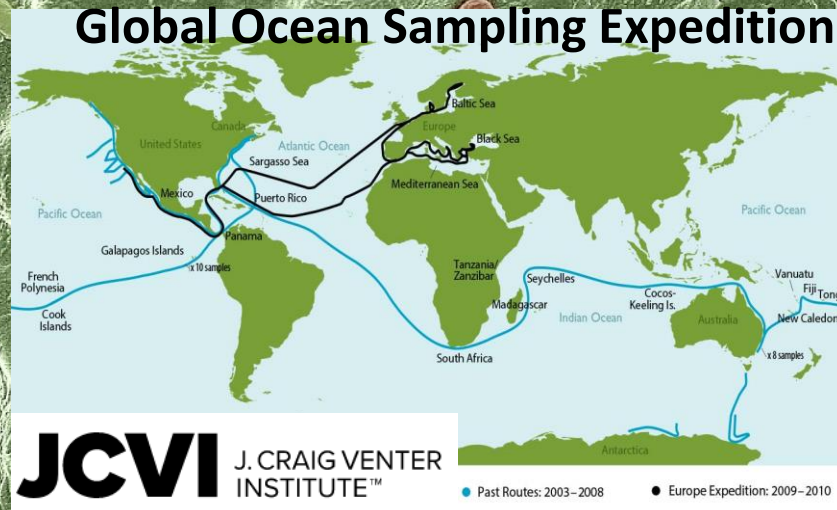 Global Ocean Sampling Expedition
Baltic Sea
Canada
Europe
United States
Atlantic Ocean
Black Sea
Sargasso Sea
Mediterranean Sea
Mexico
Puerto Rico
Pacific Ocean
Pacific Ocean
Panama
Galapagos Islands
x 10 samples
Tanzania/
Zanzibar
French
Polynesia
Seychelles
Vanuatu
Fiji
Tong
Cocos-
Keeling Is.
Madagascar
Cook
Islands
Indian Ocean
Australia
New Caledon
South Africa
x 8 samples
Antarctica
JCVI
J. CRAIG VENTER
INSTITUTE™
Past Routes: 2003–2008
Europe Expedition: 2009–2010